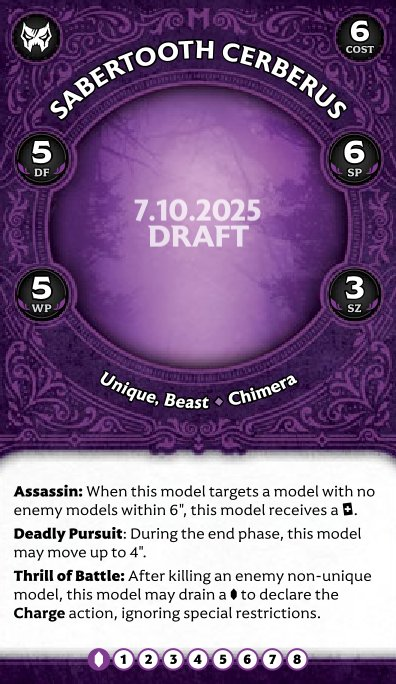 6
COST
SABERTOOTH CERBERUS
5
DF
6
SP
7.10.2025
DRAFT
5
WP
3
SZ
Unique, Beast ◆ Chimera
Assassin: When this model targets a model with no
enemy models within 6", this model receives a .
Deadly Pursuit: During the end phase, this model
may move up to 4".
Thrill of Battle: After killing an enemy non-unique
model, this model may drain a to declare the
Charge action, ignoring special restrictions.
1 2 3 4 5 6 7 8